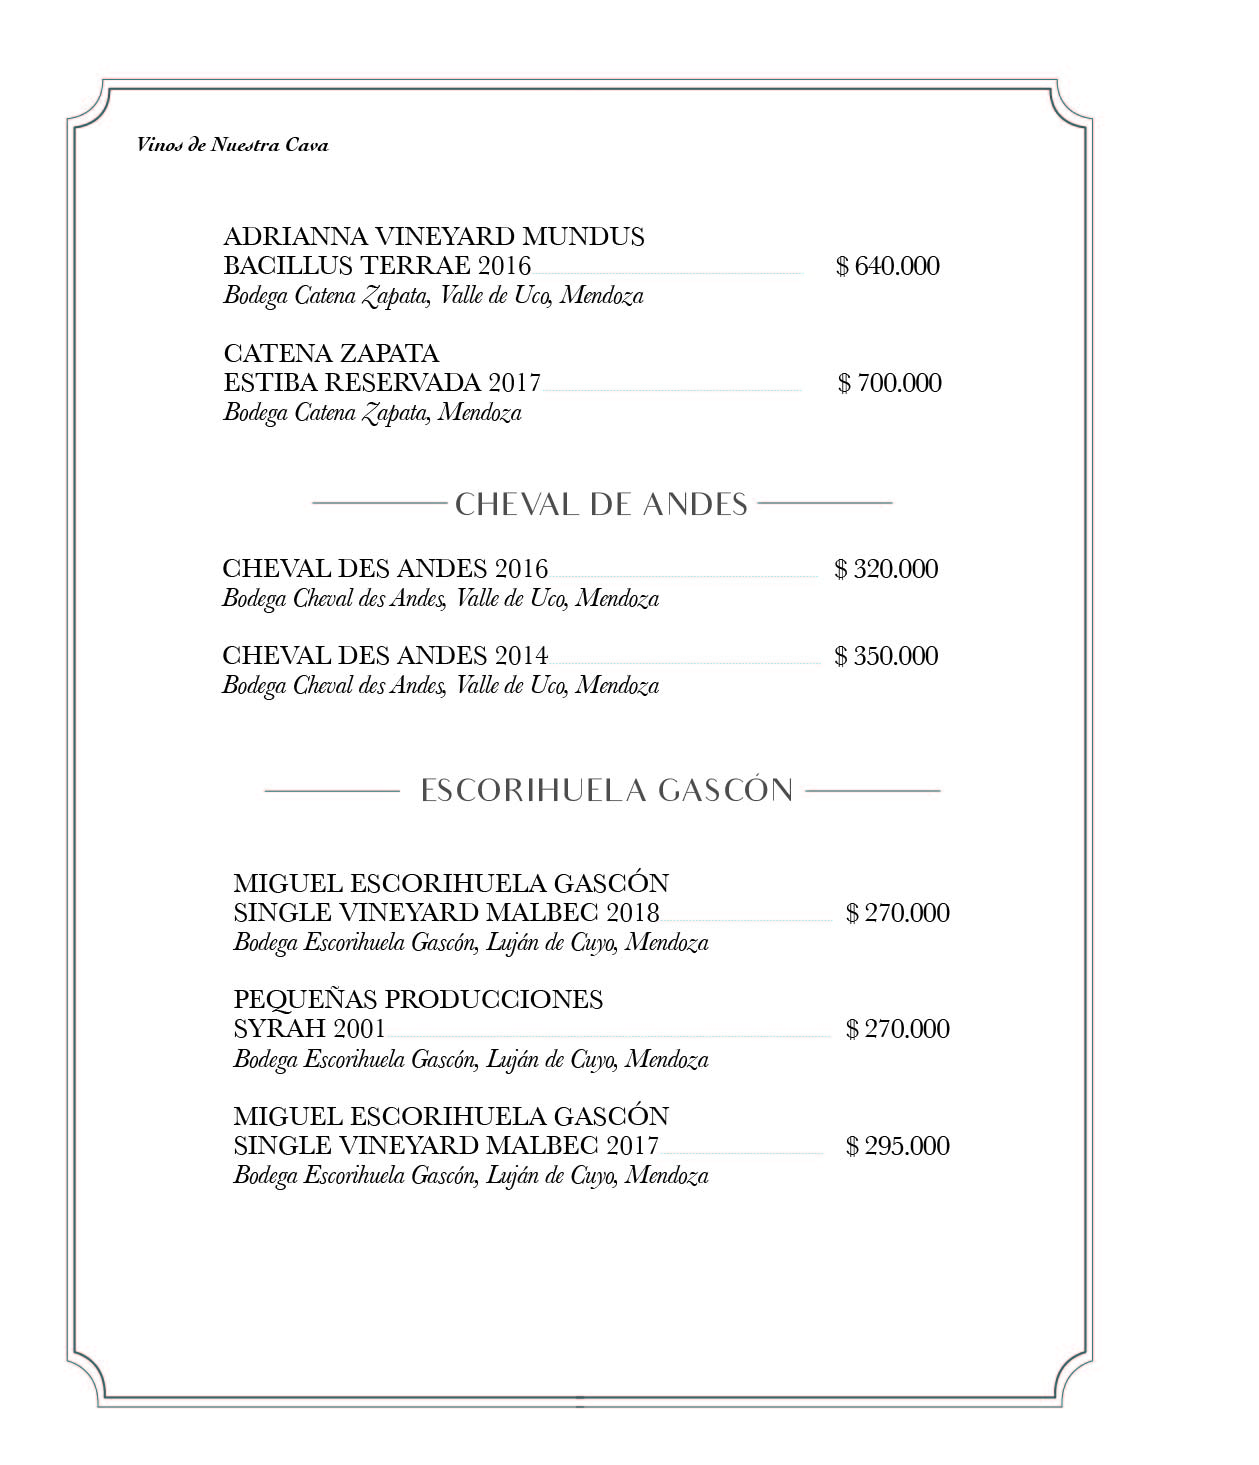 Vinos de Nuestra Cava
ADRIANNA VINEYARD MUNDUS
BACILLUS TERRAE 2016 $ 640.000
Bodega Catena Zapata, Valle de Uco, Mendoza
CATENA ZAPATA
ESTIBA RESERVADA 2017 $ 700.000
Bodega Catena Zapata, Mendoza
CHEVAL DE ANDES
CHEVAL DES ANDES 2016 $ 320.000
Bodega Cheval des Andes, Valle de Uco, Mendoza
CHEVAL DES ANDES 2014 $ 350.000
Bodega Cheval des Andes, Valle de Uco, Mendoza
ESCORIHUELA GASCÓN
MIGUEL ESCORIHUELA GASCÓN
SINGLE VINEYARD MALBEC 2018 $ 270.000
Bodega Escorihuela Gascón, Luján de Cuyo, Mendoza
PEQUEÑAS PRODUCCIONES
SYRAH 2001 $ 270.000
Bodega Escorihuela Gascón, Luján de Cuyo, Mendoza
MIGUEL ESCORIHUELA GASCÓN
SINGLE VINEYARD MALBEC 2017 $ 295.000
Bodega Escorihuela Gascón, Luján de Cuyo, Mendoza